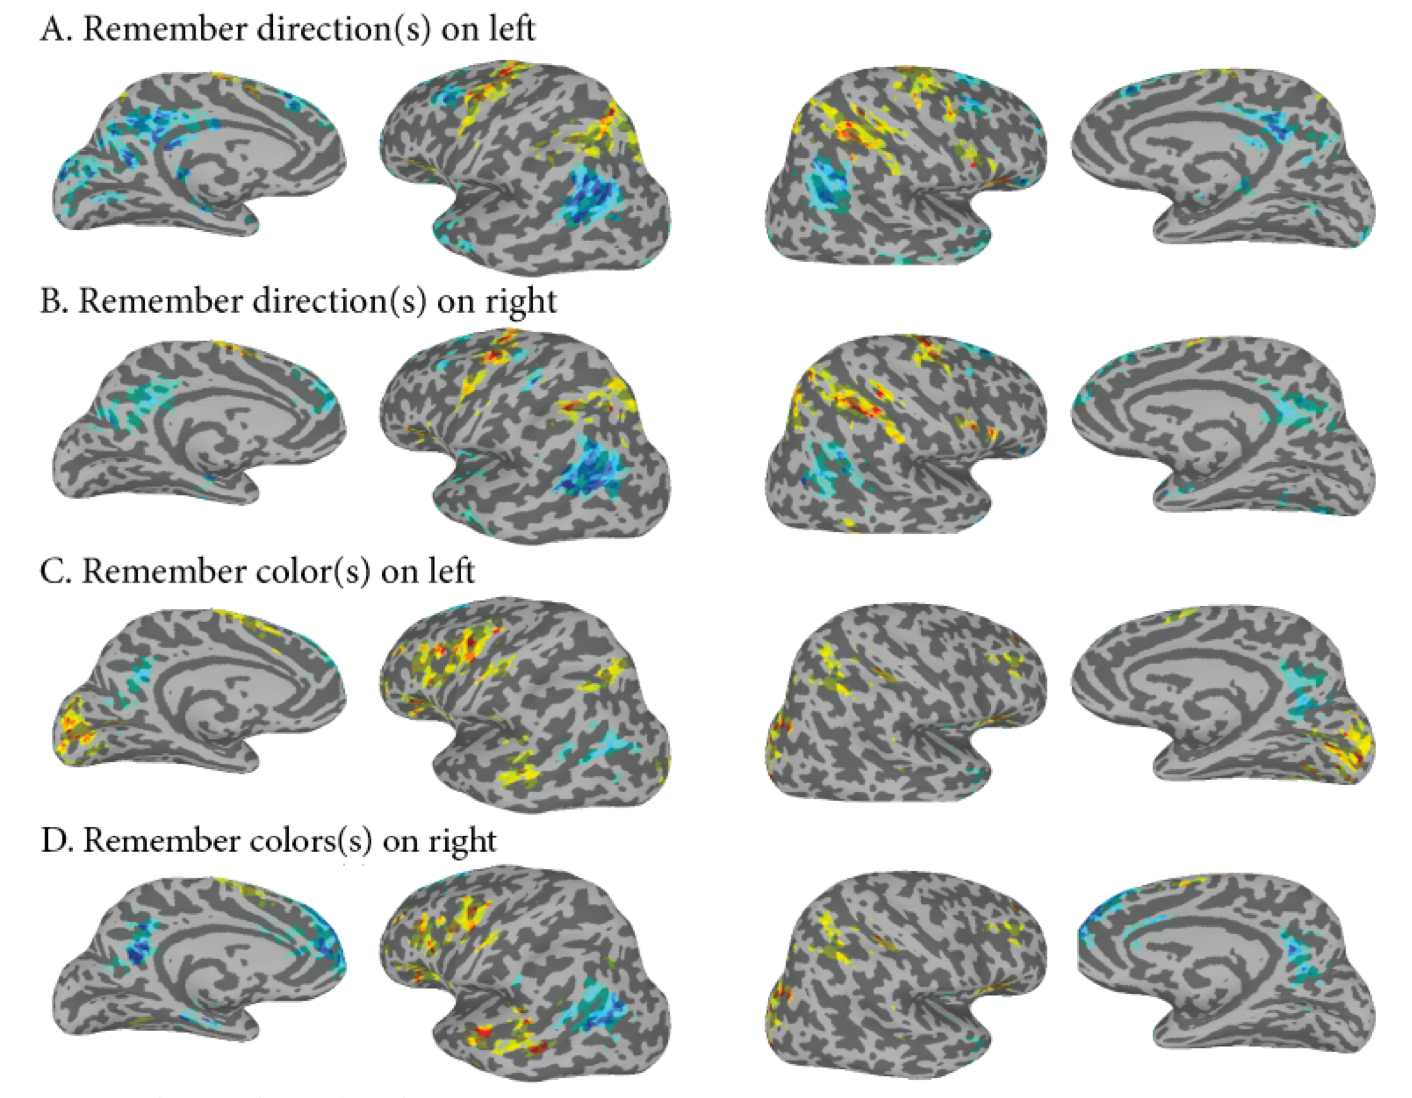 A. Remember direction(s) on left
B. Remember direction(s) on right
C. Remember color(s) on left
D. Remember colors(s) on right